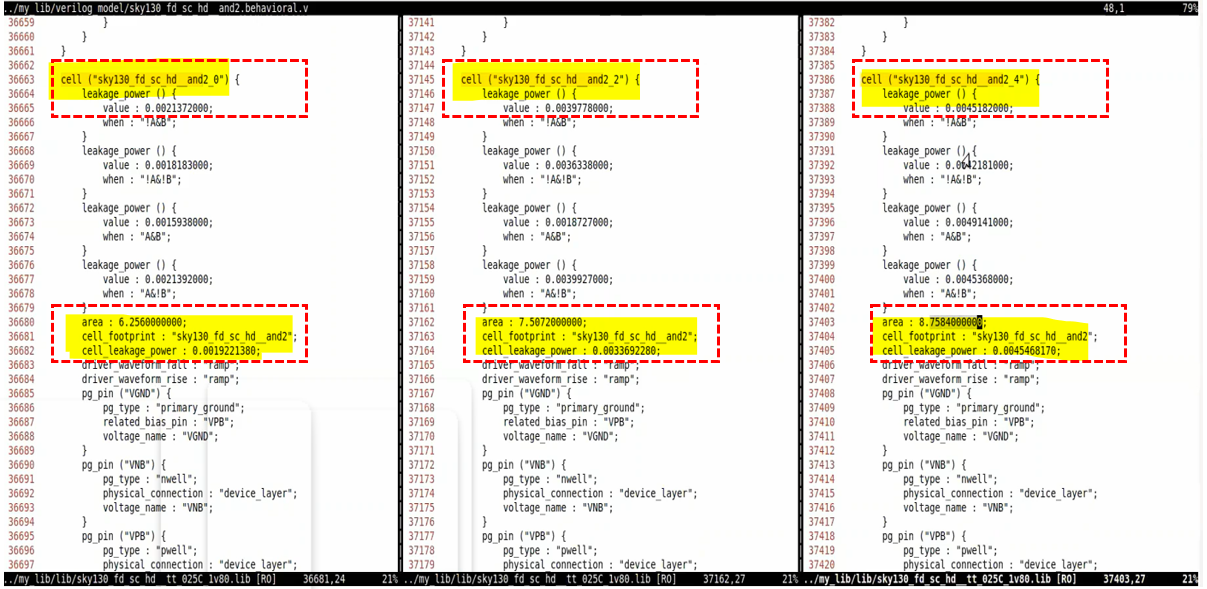 ../my_lib/verilog_model/sky130_fd_sc_hd__and2.behavioral.v 48,1 79%
36659 }
36660 }
36661 }
36662
36663 cell ("sky130_fd_sc_hd__and2_0") {
36664 leakage_power () {
36665 value : 0.0021372000;
36666 when : "!A&B";
36667 }
36668 leakage_power () {
36669 value : 0.0018183000;
36670 when : "!A&!B";
36671 }
36672 leakage_power () {
36673 value : 0.0015938000;
36674 when : "A&B";
36675 }
36676 leakage_power () {
36677 value : 0.0021392000;
36678 when : "A&!B";
36679 }
36680 area : 6.2560000000;
36681 cell_footprint : "sky130_fd_sc_hd__and2";
36682 cell_leakage_power : 0.0019221380;
36683 driver_waveform_fall : "ramp";
36684 driver_waveform_rise : "ramp";
36685 pg_pin ("VGND") {
36686 pg_type : "primary_ground";
36687 related_bias_pin : "VPB";
36688 voltage_name : "VGND";
36689 }
36690 pg_pin ("VNB") {
36691 pg_type : "nwell";
36692 physical_connection : "device_layer";
36693 voltage_name : "VNB";
36694 }
36695 pg_pin ("VPB") {
36696 pg_type : "pwell";
36697 physical_connection : "device_layer";
../my_lib/lib/sky130_fd_sc_hd__tt_025C_1v80.lib [RO] 36681,24 21%
37141 }
37142 }
37143 }
37144
37145 cell ("sky130_fd_sc_hd__and2_2") {
37146 leakage_power () {
37147 value : 0.0039778000;
37148 when : "!A&B";
37149 }
37150 leakage_power () {
37151 value : 0.0036338000;
37152 when : "!A&!B";
37153 }
37154 leakage_power () {
37155 value : 0.0018727000;
37156 when : "A&B";
37157 }
37158 leakage_power () {
37159 value : 0.0039927000;
37160 when : "A&!B";
37161 }
37162 area : 7.5072000000;
37163 cell_footprint : "sky130_fd_sc_hd__and2";
37164 cell_leakage_power : 0.0033692280;
37165 driver_waveform_fall : "ramp";
37166 driver_waveform_rise : "ramp";
37167 pg_pin ("VGND") {
37168 pg_type : "primary_ground";
37169 related_bias_pin : "VPB";
37170 voltage_name : "VGND";
37171 }
37172 pg_pin ("VNB") {
37173 pg_type : "nwell";
37174 physical_connection : "device_layer";
37175 voltage_name : "VNB";
37176 }
37177 pg_pin ("VPB") {
37178 pg_type : "pwell";
37179 physical_connection : "device_layer";
../my_lib/lib/sky130_fd_sc_hd__tt_025C_1v80.lib [RO] 37162,27 21%
37382 }
37383 }
37384 }
37385
37386 cell ("sky130_fd_sc_hd__and2_4") {
37387 leakage_power () {
37388 value : 0.0045182000;
37389 when : "!A&B";
37390 }
37391 leakage_power () {
37392 value : 0.0042181000;
37393 when : "!A&!B";
37394 }
37395 leakage_power () {
37396 value : 0.0049141000;
37397 when : "A&B";
37398 }
37399 leakage_power () {
37400 value : 0.0045368000;
37401 when : "A&!B";
37402 }
37403 area : 8.7584000000;
37404 cell_footprint : "sky130_fd_sc_hd__and2";
37405 cell_leakage_power : 0.0045468170;
37406 driver_waveform_fall : "ramp";
37407 driver_waveform_rise : "ramp";
37408 pg_pin ("VGND") {
37409 pg_type : "primary_ground";
37410 related_bias_pin : "VPB";
37411 voltage_name : "VGND";
37412 }
37413 pg_pin ("VNB") {
37414 pg_type : "nwell";
37415 physical_connection : "device_layer";
37416 voltage_name : "VNB";
37417 }
37418 pg_pin ("VPB") {
37419 pg_type : "pwell";
37420 physical_connection : "device_layer";
../my_lib/lib/sky130_fd_sc_hd__tt_025C_1v80.lib [RO] 37403,27 21%